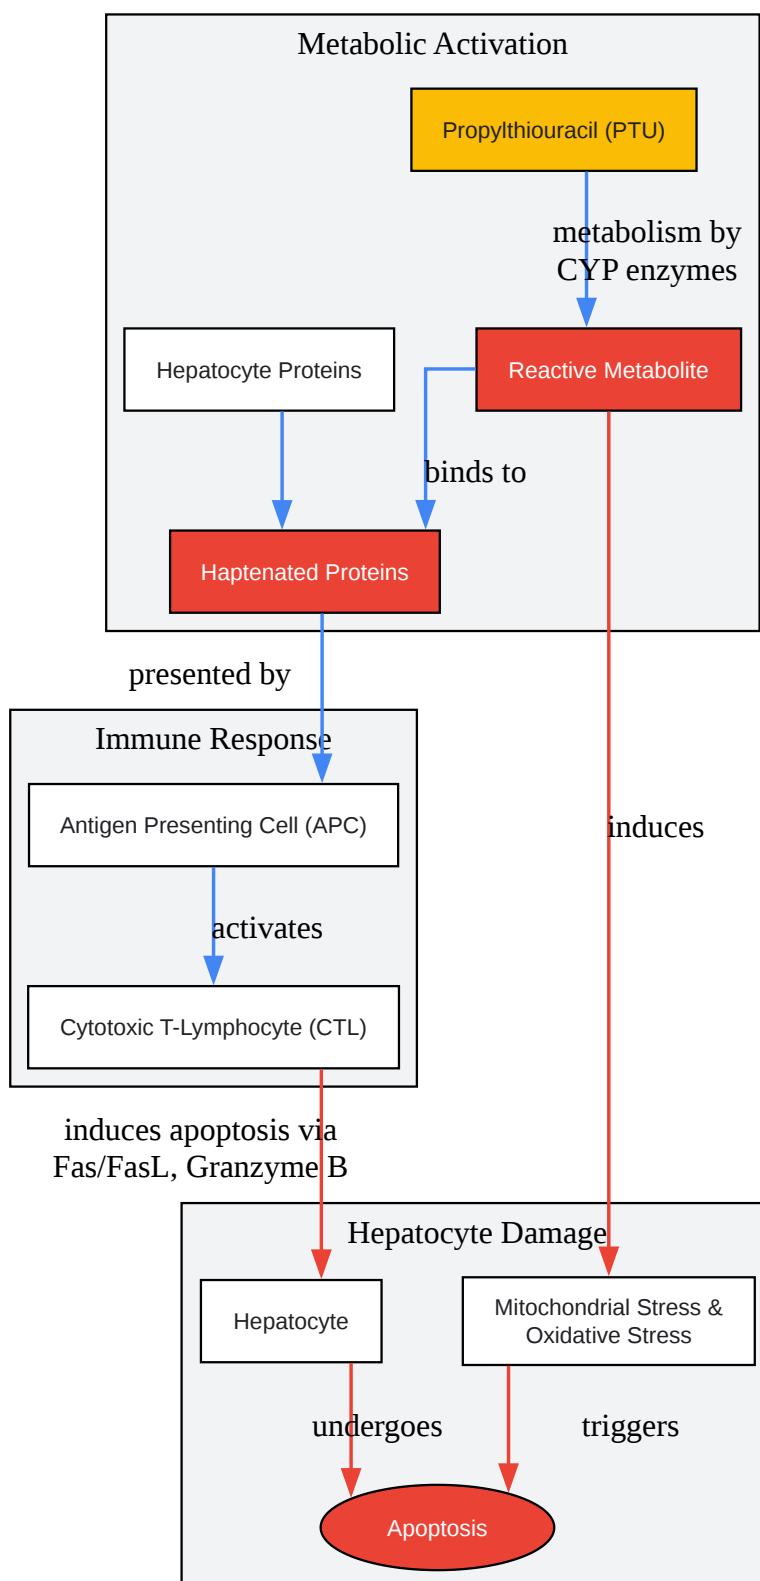 Metabolic Activation
Propylthiouracil (PTU)
metabolism by
CYP enzymes
Hepatocyte Proteins
Reactive Metabolite
binds to
Haptenated Proteins
presented by
Immune Response
Antigen Presenting Cell (APC)
induces
activates
Cytotoxic T-Lymphocyte (CTL)
induces apoptosis via
Fas/FasL, Granzyme B
Hepatocyte Damage
Hepatocyte
Mitochondrial Stress &
Oxidative Stress
undergoes
triggers
Apoptosis